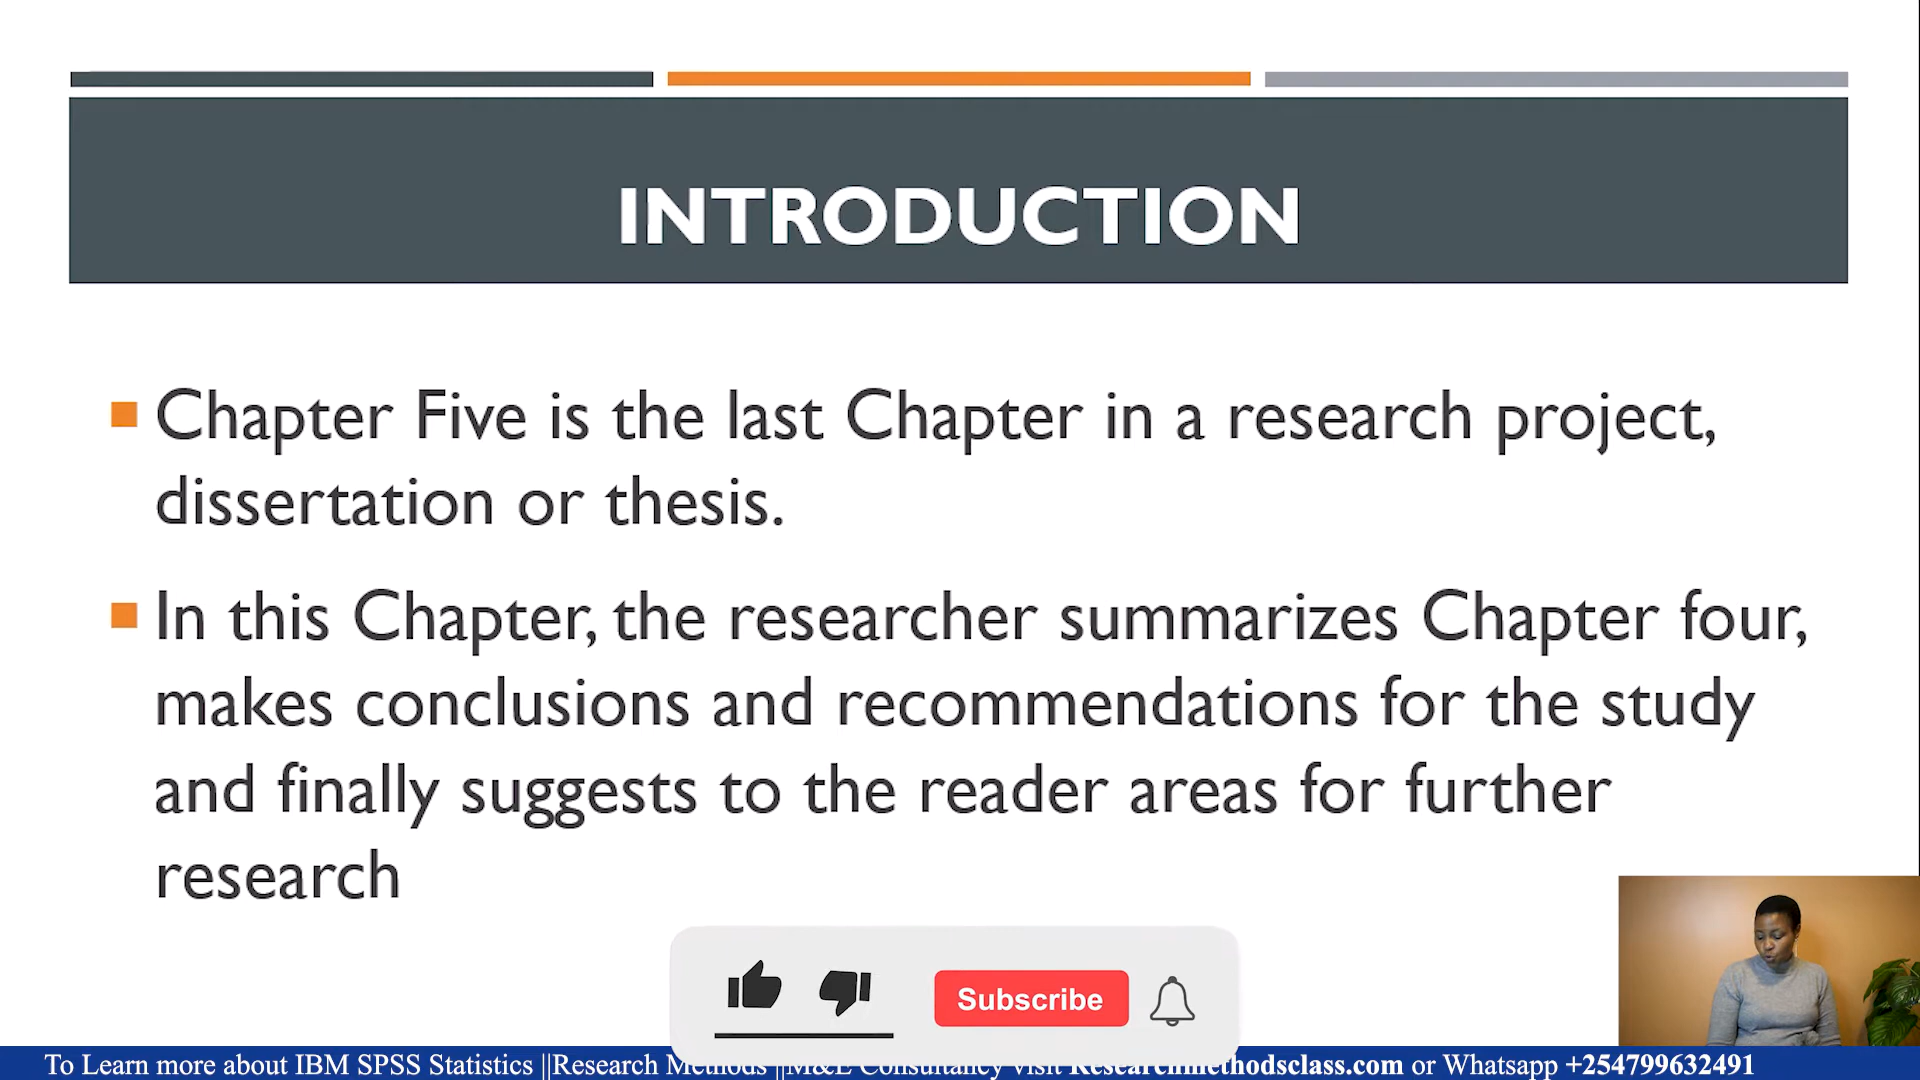 INTRODUCTION
Chapter Five is the last Chapter in a research project,
dissertation or thesis.
In this Chapter, the researcher summarizes Chapter four,
makes conclusions and recommendations for the study
and finally suggests to the reader areas for further
research
Subscribe
To Learn more about IBM SPSS Statistics ||Research Methods ||M&E Consultancy visit Researchmethodsclass.com or Whatsapp +254799632491